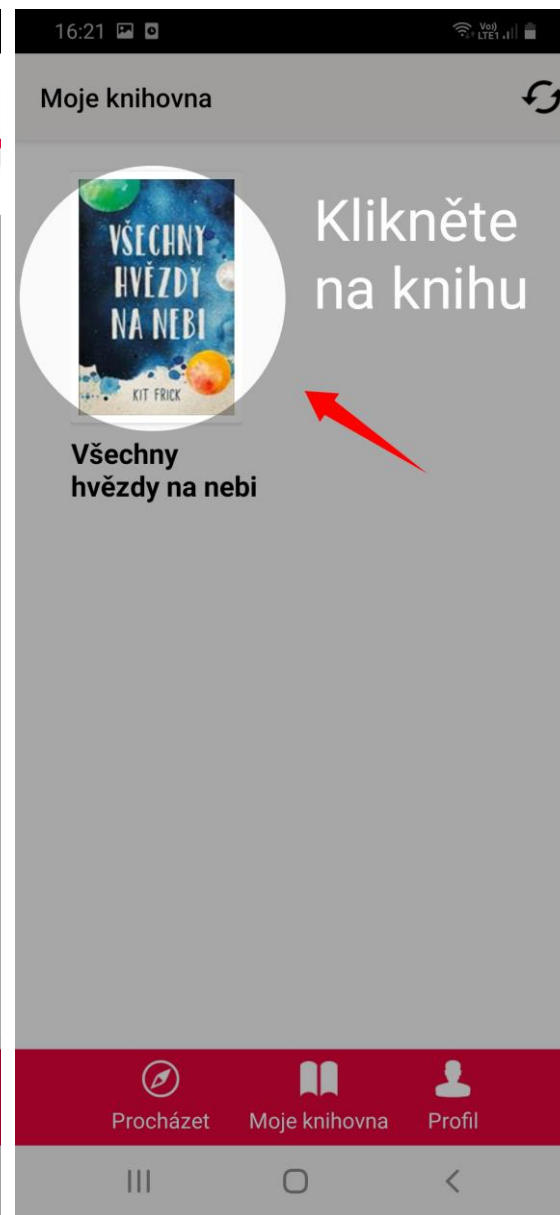 16:21
Vo))
LTE1
Moje knihovna
VŠECHNY
HVĚZDY
NA NEBI
KIT FRICK
Klikněte
na knihu
Všechny
hvězdy na nebi
Procházet
Moje knihovna
Profil